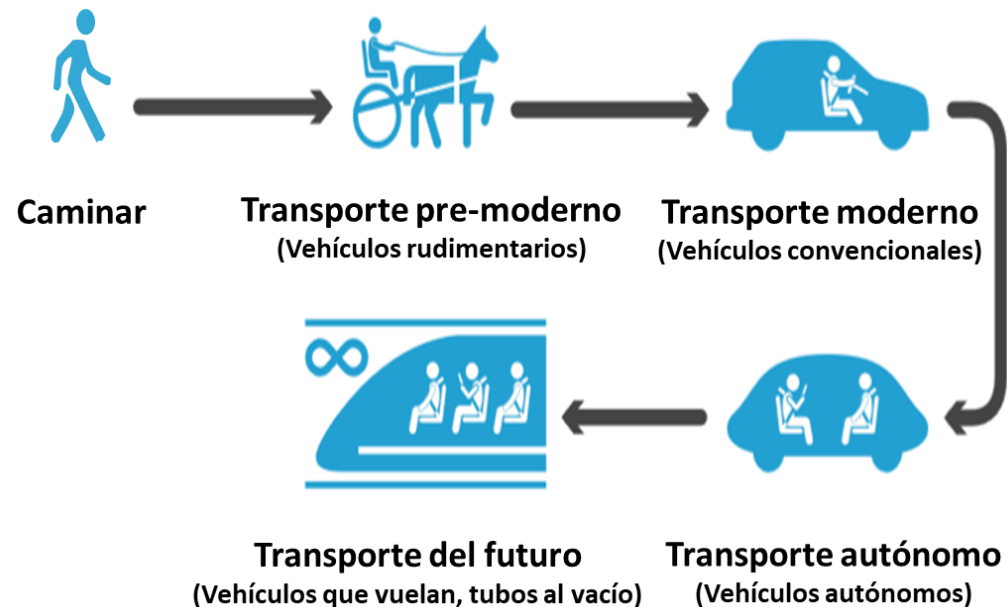 Caminar
Transporte pre-moderno
(Vehículos rudimentarios)
Transporte moderno
(Vehículos convencionales)
Transporte autónomo
(Vehículos autónomos)
Transporte del futuro
(Vehículos que vuelan, tubos al vacío)